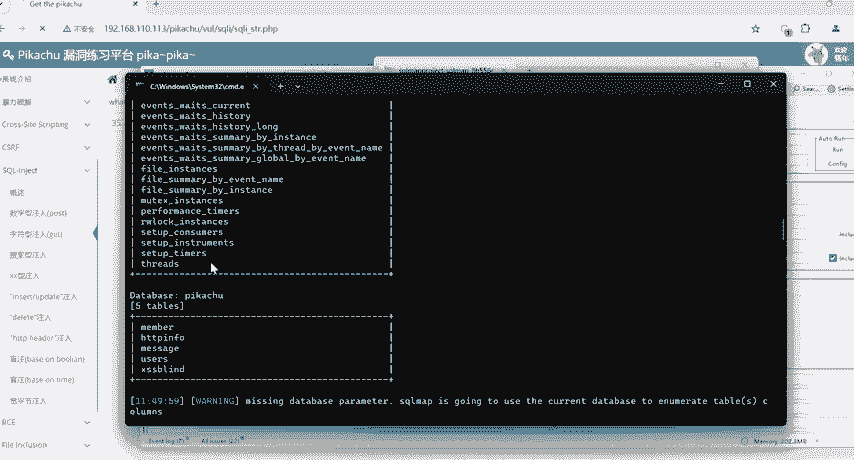 Get the pikachu
不安全 192.168.110.113/pikachu/vul/sqli/sqli_str.php
Pikachu 漏洞练习平台 pika~pika~
欢迎
C:\Windows\System32\cmd.e
| events_waits_current |
| events_waits_history |
| events_waits_history_long |
| events_waits_summary_by_instance |
| events_waits_summary_by_thread_by_event_name |
| events_waits_summary_global_by_event_name |
| file_instances |
| file_summary_by_event_name |
| file_summary_by_instance |
| mutex_instances |
| performance_timers |
| rwlock_instances |
| setup_consumers |
| setup_instruments |
| setup_timers |
| threads |
+------------------------------------------------+
Database: pikachu
[5 tables]
+------------------------------------------------+
| member |
| httpinfo |
| message |
| users |
| xssblind |
+------------------------------------------------+
[11:49:59] [WARNING] missing database parameter. sqlmap is going to use the current database to enumerate table(s) c
olumns
系统介绍
暴力破解
Cross-Site Scripting
CSRF
SQL-Inject
概述
数字型注入(post)
字符型注入(get)
搜索型注入
xx型注入
"insert/update"注入
"delete"注入
"http header"注入
盲注(base on boolian)
盲注(base on time)
宽字节注入
RCE
File Inclusion
Auto Run
Run
Config